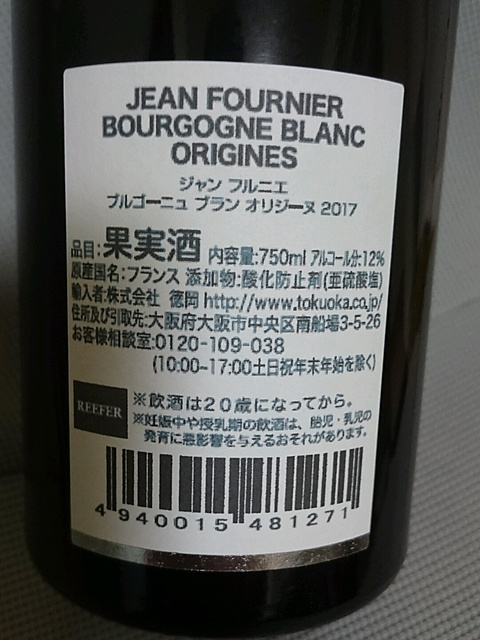 JEAN FOURNIER
BOURGOGNE BLANC
ORIGINES
ジャン フルニエ
ブルゴーニュ ブラン オリジーヌ 2017
品目:果実酒 内容量:750ml アルコール分:12%
原産国名:フランス 添加物:酸化防止剤(亜硫酸塩)
輸入者:株式会社 徳岡 http://www.tokuoka.co.jp/
住所及び引取先:大阪府大阪市中央区南船場3-5-26
お客様相談室:0120-109-038
(10:00~17:00土日祝年末年始を除く)
REEFER
※飲酒は20歳になってから。
※妊娠中や授乳期の飲酒は、胎児・乳児の
発育に悪影響を与えるおそれがあります。
4 940015 481271